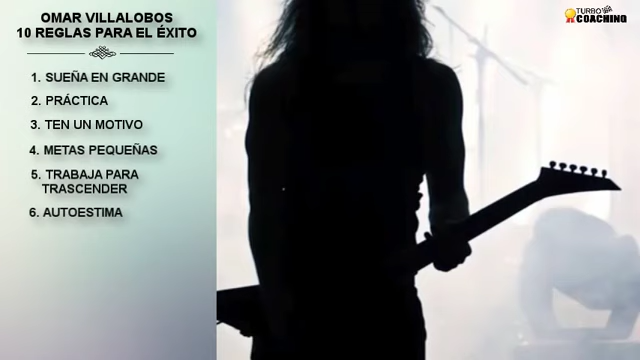 OMAR VILLALOBOS
10 REGLAS PARA EL ÉXITO
1. SUEÑA EN GRANDE
2. PRÁCTICA
3. TEN UN MOTIVO
4. METAS PEQUEÑAS
5. TRABAJA PARA
TRASCENDER
6. AUTOESTIMA
TURBO
COACHING